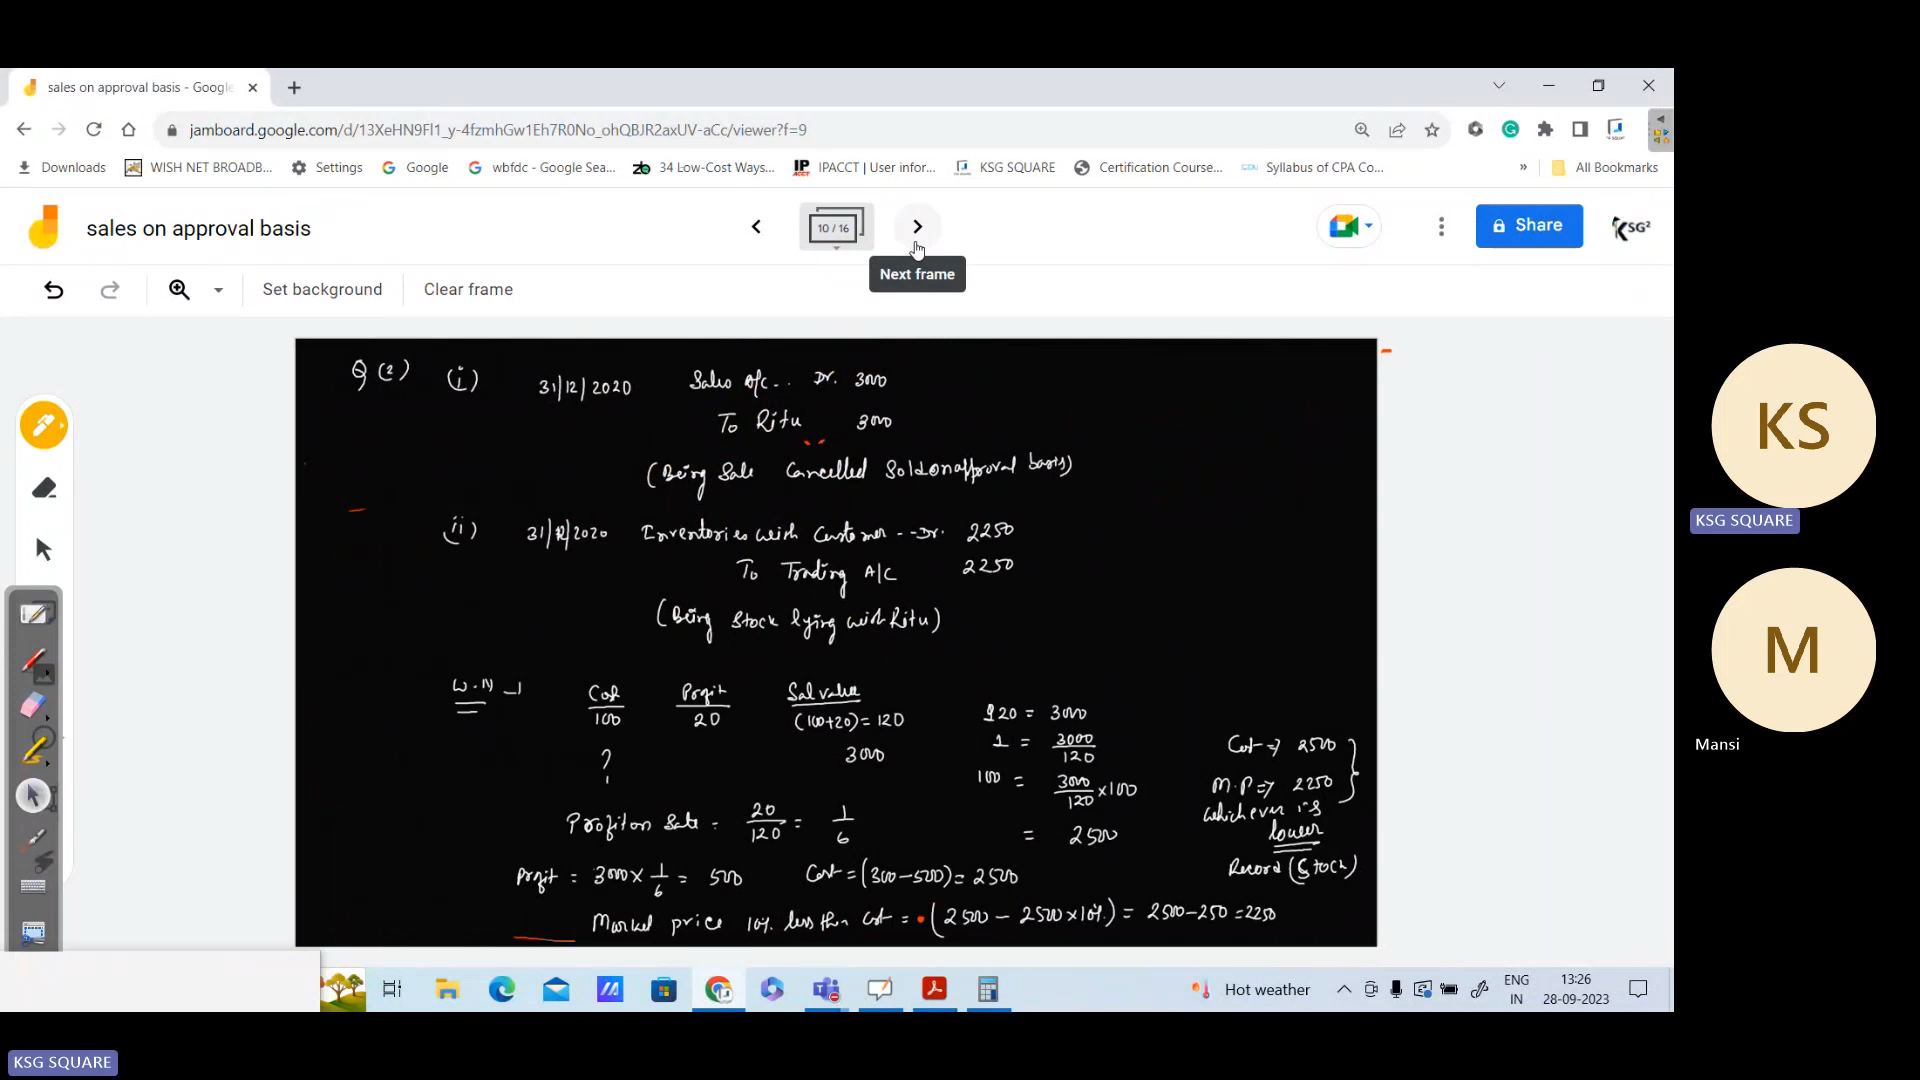 sales on approval basis - Google
jamboard.google.com/d/13XeHN9Fl1_y-4fzmhGw1Eh7R0No_ohQBJR2axUV-aCc/viewer?f=9
Downloads WISH NET BROADB... Settings Google wbfdc - Google Sea... 34 Low-Cost Ways... IPACCT | User infor... KSG SQUARE Certification Course... Syllabus of CPA Co... » All Bookmarks
sales on approval basis 10 / 16 Share KSG²
Next frame
Set background Clear frame
Q (2) (i) 31/12/2020 Sales A/c.. Dr. 3000
To Ritu 3000
(Being Sale Cancelled Sold on approval basis)
(ii) 31/12/2020 Inventories with Customer --Dr. 2250
To Trading A/C 2250
(Being Stock lying with Ritu)
W.N -1 Cost Profit Sal value
100 20 (100+20) = 120
? 3000
120 = 3000
1 = 3000/120
100 = 3000/120 x100
= 2500
Cost => 2500
M.P => 2250
which ever is
lower
Record (Stock)
Profit on Sale = 20/120 = 1/6
Profit = 3000 x 1/6 = 500 Cost = (300-500) = 2500
Market price 10% less than Cost = (2500 - 2500x10%) = 2500-250 =2250
KS
KSG SQUARE
M
Mansi
Hot weather ENG IN 13:26 28-09-2023
KSG SQUARE